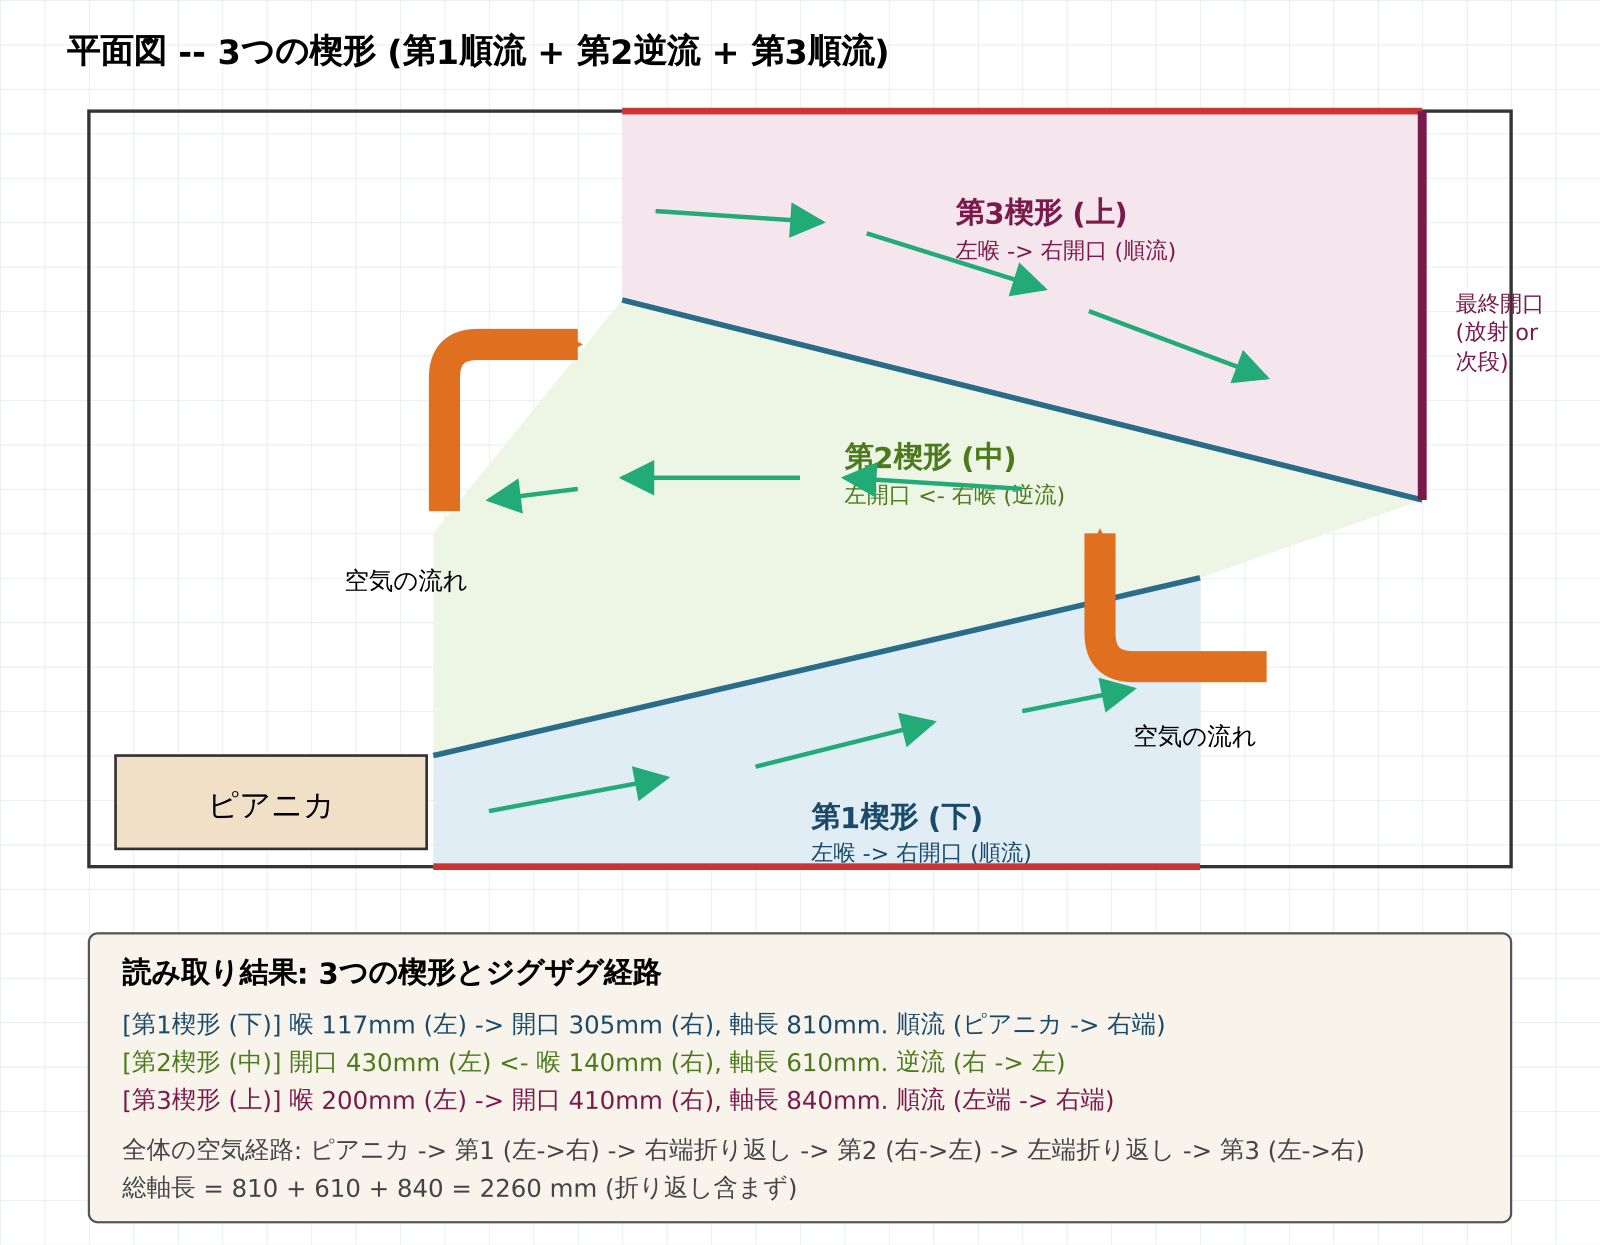 平面図 -- 3つの楔形 (第1順流 + 第2逆流 + 第3順流)
第3楔形 (上)
左喉 -> 右開口 (順流)
最終開口
(放射 or
次段)
第2楔形 (中)
左開口 <- 右喉 (逆流)
空気の流れ
空気の流れ
ピアニカ
第1楔形 (下)
左喉 -> 右開口 (順流)
読み取り結果: 3つの楔形とジグザグ経路
[第1楔形 (下)] 喉 117mm (左) -> 開口 305mm (右), 軸長 810mm. 順流 (ピアニカ -> 右端)
[第2楔形 (中)] 開口 430mm (左) <- 喉 140mm (右), 軸長 610mm. 逆流 (右 -> 左)
[第3楔形 (上)] 喉 200mm (左) -> 開口 410mm (右), 軸長 840mm. 順流 (左端 -> 右端)
全体の空気経路: ピアニカ -> 第1 (左->右) -> 右端折り返し -> 第2 (右->左) -> 左端折り返し -> 第3 (左->右)
総軸長 = 810 + 610 + 840 = 2260 mm (折り返し含まず)